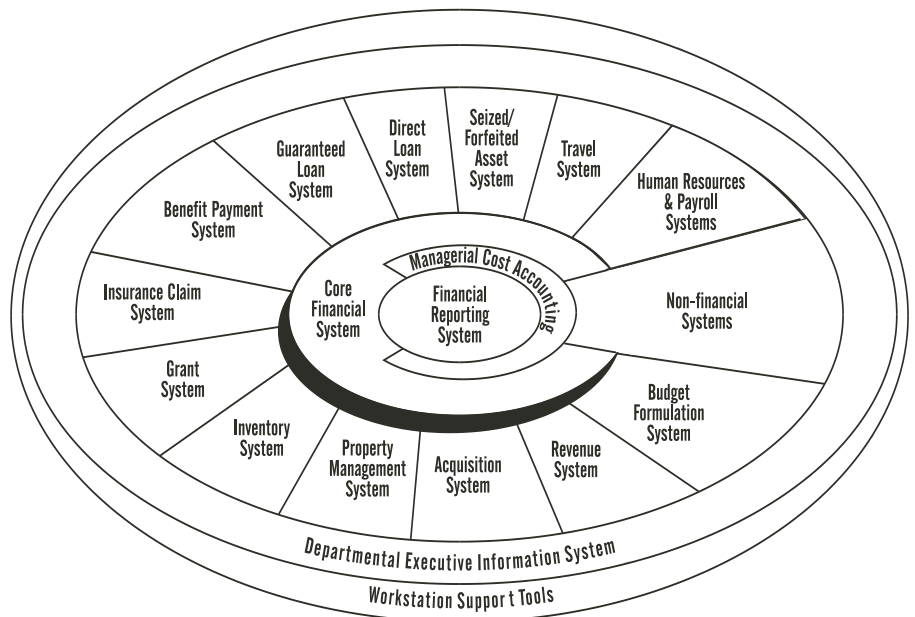 Seized/
Forfeited
Asset
System
Direct
Loan
System
Travel
System
Guaranteed
Loan
System
Human Resources
& Payroll
Systems
Benefit Payment
System
Managerial Cost Accounting
Core
Financial
System
Financial
Reporting
System
Insurance Claim
System
Non-financial
Systems
Grant
System
Budget
Formulation
System
Inventory
System
Property
Management
System
Acquisition
System
Revenue
System
Departmental Executive Information System
Workstation Support Tools